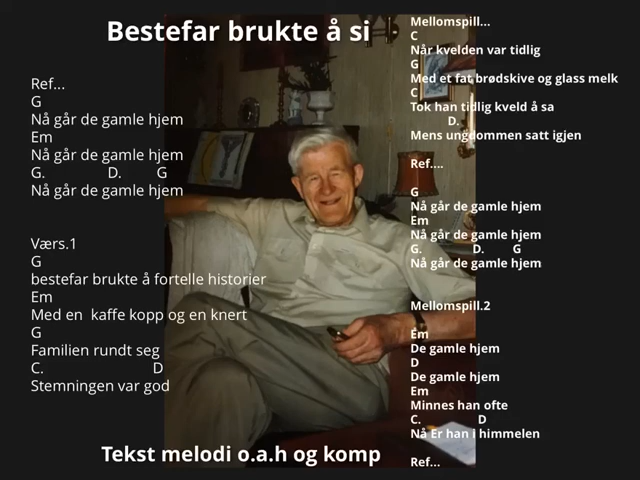 Bestefar brukte å si
Ref...
G
Nå går de gamle hjem
Em
Nå går de gamle hjem
G. D. G
Nå går de gamle hjem
Værs.1
G
bestefar brukte å fortelle historier
Em
Med en kaffe kopp og en knert
G
Familien rundt seg
C. D
Stemningen var god
Tekst melodi o.a.h og komp
Mellomspill...
C
Når kvelden var tidlig
G
Med et fat brødskive og glass melk
C
Tok han tidlig kveld å sa
D.
Mens ungdommen satt igjen
Ref....
G
Nå går de gamle hjem
Em
Nå går de gamle hjem
G. D. G
Nå går de gamle hjem
Mellomspill.2
Em
De gamle hjem
D
De gamle hjem
Em
Minnes han ofte
C. D
Nå Er han i himmelen
Ref...